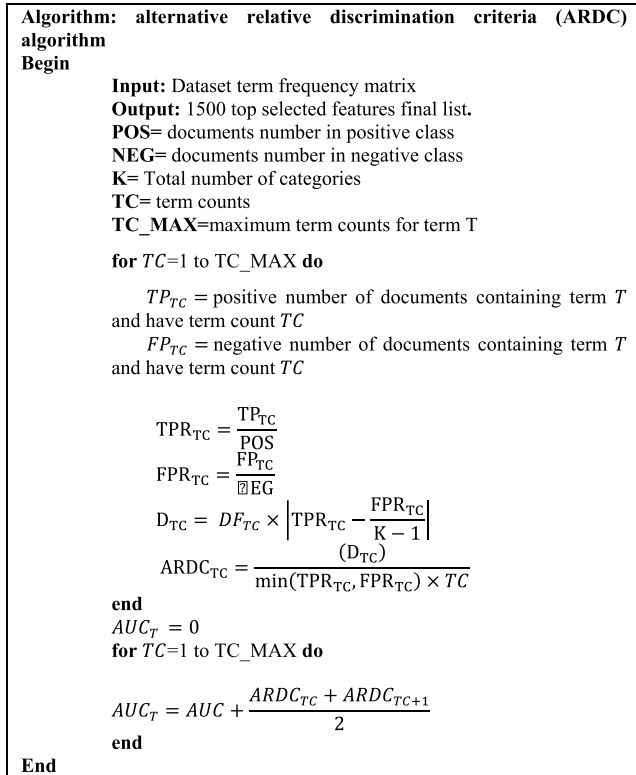 Algorithm: alternative relative discrimination criteria (ARDC)
algorithm
Begin
Input: Dataset term frequency matrix
Output: 1500 top selected features final list.
POS= documents number in positive class
NEG= documents number in negative class
K= Total number of categories
TC= term counts
TC_MAX=maximum term counts for term T
for TC=1 to TC_MAX do
TP_TC = positive number of documents containing term T
and have term count TC
FP_TC = negative number of documents containing term T
and have term count TC
TPR_TC = TP_TC / POS
FPR_TC = FP_TC / ⍰EG
D_TC = DF_TC × |TPR_TC − FPR_TC / (K − 1)|
ARDC_TC = (D_TC) / min(TPR_TC, FPR_TC) × TC
end
AUC_T = 0
for TC=1 to TC_MAX do
AUC_T = AUC + (ARDC_TC + ARDC_TC+1) / 2
end
End